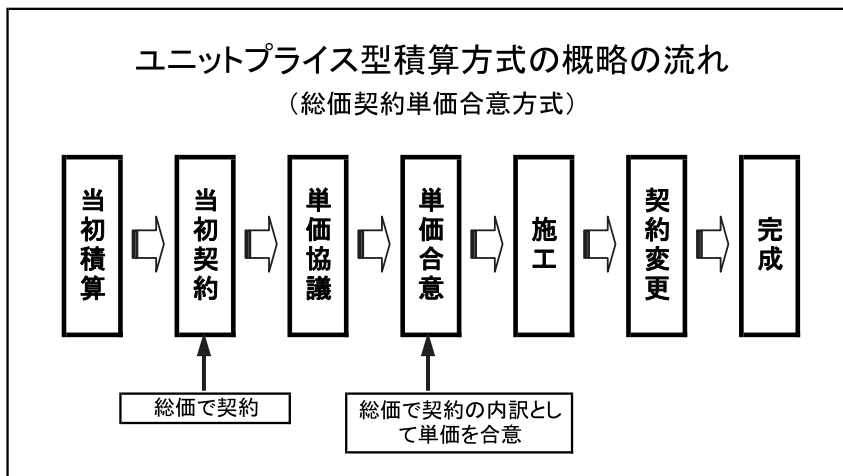 ユニットプライス型積算方式の概略の流れ
（総価契約単価合意方式）
当初積算
当初契約
単価協議
単価合意
施工
契約変更
完成
総価で契約
総価で契約の内訳とし
て単価を合意